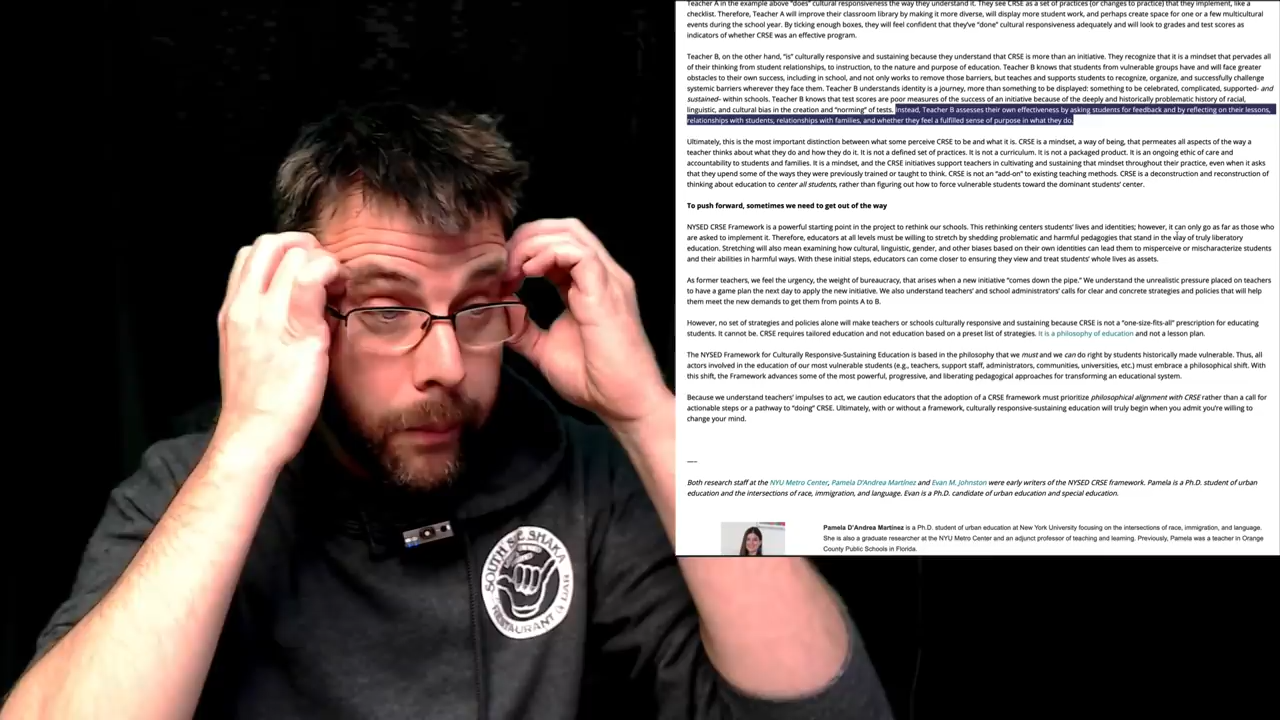 Teacher A in the example above "does" cultural responsiveness the way they understand it. They see CRSE as a set of practices (or changes to practice) that they implement, like a
checklist. Therefore, Teacher A will improve their classroom library by making it more diverse, will display more student work, and perhaps create space for one or a few multicultural
events during the school year. By ticking enough boxes, they will feel confident that they've "done" cultural responsiveness adequately and will look to grades and test scores as
indicators of whether CRSE was an effective program.
Teacher B, on the other hand, "is" culturally responsive and sustaining because they understand that CRSE is more than an initiative. They recognize that it is a mindset that pervades all
of their thinking from student relationships, to instruction, to the nature and purpose of education. Teacher B knows that students from vulnerable groups have and will face greater
obstacles to their own success, including in school, and not only works to remove those barriers, but teaches and supports students to recognize, organize, and successfully challenge
systemic barriers wherever they face them. Teacher B understands identity is a journey, more than something to be displayed: something to be celebrated, complicated, supported– and
sustained– within schools. Teacher B knows that test scores are poor measures of the success of an initiative because of the deeply and historically problematic history of racial,
linguistic, and cultural bias in the creation and "norming" of tests. Instead, Teacher B assesses their own effectiveness by asking students for feedback and by reflecting on their lessons,
relationships with students, relationships with families, and whether they feel a fulfilled sense of purpose in what they do.
Ultimately, this is the most important distinction between what some perceive CRSE to be and what it is. CRSE is a mindset, a way of being, that permeates all aspects of the way a
teacher thinks about what they do and how they do it. It is not a defined set of practices. It is not a curriculum. It is not a packaged product. It is an ongoing ethic of care and
accountability to students and families. It is a mindset, and the CRSE initiatives support teachers in cultivating and sustaining that mindset throughout their practice, even when it asks
that they upend some of the ways they were previously trained or taught to think. CRSE is not an "add-on" to existing teaching methods. CRSE is a deconstruction and reconstruction of
thinking about education to center all students, rather than figuring out how to force vulnerable students toward the dominant students' center.
To push forward, sometimes we need to get out of the way
NYSED CRSE Framework is a powerful starting point in the project to rethink our schools. This rethinking centers students' lives and identities; however, it can only go as far as those who
are asked to implement it. Therefore, educators at all levels must be willing to stretch by shedding problematic and harmful pedagogies that stand in the way of truly liberatory
education. Stretching will also mean examining how cultural, linguistic, gender, and other biases based on their own identities can lead them to misperceive or mischaracterize students
and their abilities in harmful ways. With these initial steps, educators can come closer to ensuring they view and treat students' whole lives as assets.
As former teachers, we feel the urgency, the weight of bureaucracy, that arises when a new initiative "comes down the pipe." We understand the unrealistic pressure placed on teachers
to have a game plan the next day to apply the new initiative. We also understand teachers' and school administrators' calls for clear and concrete strategies and policies that will help
them meet the new demands to get them from points A to B.
However, no set of strategies and policies alone will make teachers or schools culturally responsive and sustaining because CRSE is not a "one-size-fits-all" prescription for educating
students. It cannot be. CRSE requires tailored education and not education based on a preset list of strategies. It is a philosophy of education and not a lesson plan.
The NYSED Framework for Culturally Responsive-Sustaining Education is based in the philosophy that we must and we can do right by students historically made vulnerable. Thus, all
actors involved in the education of our most vulnerable students (e.g., teachers, support staff, administrators, communities, universities, etc.) must embrace a philosophical shift. With
this shift, the Framework advances some of the most powerful, progressive, and liberating pedagogical approaches for transforming an educational system.
Because we understand teachers' impulses to act, we caution educators that the adoption of a CRSE framework must prioritize philosophical alignment with CRSE rather than a call for
actionable steps or a pathway to "doing" CRSE. Ultimately, with or without a framework, culturally responsive-sustaining education will truly begin when you admit you're willing to
change your mind.
—-
Both research staff at the NYU Metro Center, Pamela D'Andrea Martínez and Evan M. Johnston were early writers of the NYSED CRSE framework. Pamela is a Ph.D. student of urban
education and the intersections of race, immigration, and language. Evan is a Ph.D. candidate of urban education and special education.
Pamela D'Andrea Martínez is a Ph.D. student of urban education at New York University focusing on the intersections of race, immigration, and language.
She is also a graduate researcher at the NYU Metro Center and an adjunct professor of teaching and learning. Previously, Pamela was a teacher in Orange
County Public Schools in Florida.
SOUTH
SHAKA
RESTAURANT
BAR